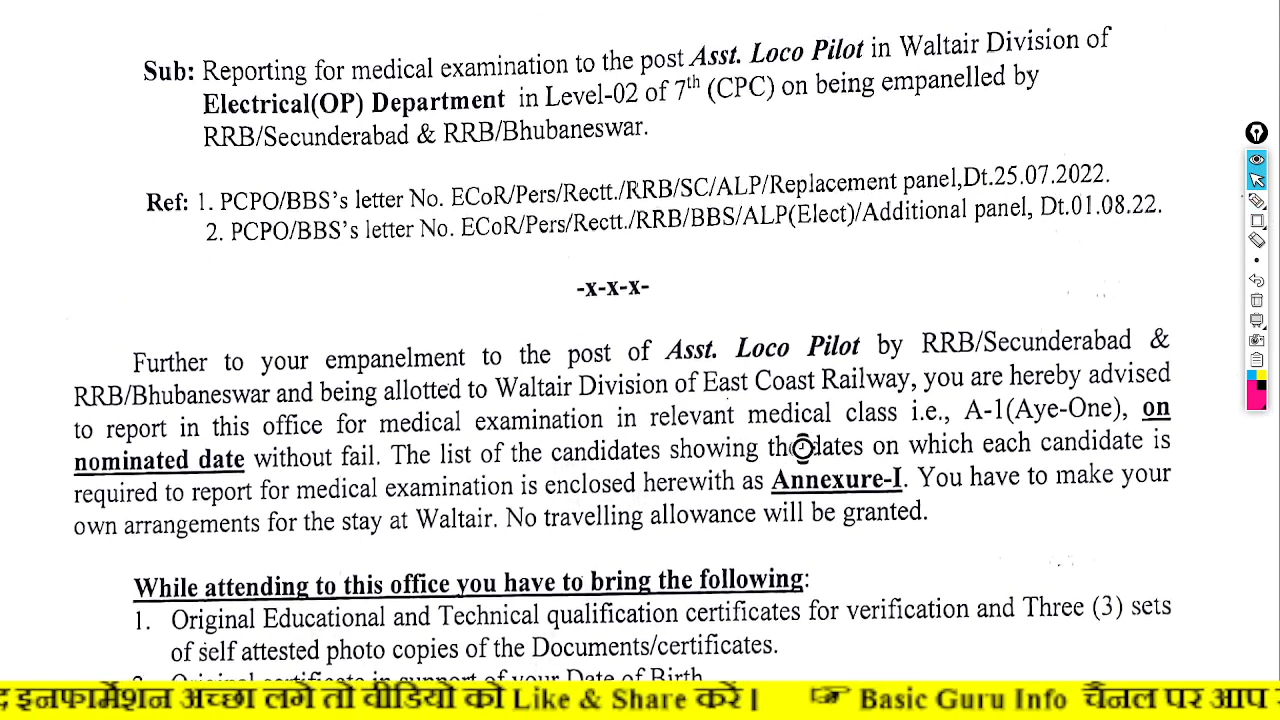 Sub: Reporting for medical examination to the post Asst. Loco Pilot in Waltair Division of
Electrical(OP) Department in Level-02 of 7th (CPC) on being empanelled by
RRB/Secunderabad & RRB/Bhubaneswar.
Ref: 1. PCPO/BBS's letter No. ECoR/Pers/Rectt./RRB/SC/ALP/Replacement panel,Dt.25.07.2022.
2. PCPO/BBS's letter No. ECoR/Pers/Rectt./RRB/BBS/ALP(Elect)/Additional panel, Dt.01.08.22.
-x-x-x-
Further to your empanelment to the post of Asst. Loco Pilot by RRB/Secunderabad &
RRB/Bhubaneswar and being allotted to Waltair Division of East Coast Railway, you are hereby advised
to report in this office for medical examination in relevant medical class i.e., A-1(Aye-One), on
nominated date without fail. The list of the candidates showing the dates on which each candidate is
required to report for medical examination is enclosed herewith as Annexure-I. You have to make your
own arrangements for the stay at Waltair. No travelling allowance will be granted.
While attending to this office you have to bring the following:
1. Original Educational and Technical qualification certificates for verification and Three (3) sets
of self attested photo copies of the Documents/certificates.
2. Original certificate in support of your Date of Birth
इनफार्मेशन अच्छा लगे तो वीडियो को Like & Share करें। ☞ Basic Guru Info चैनल पर आप